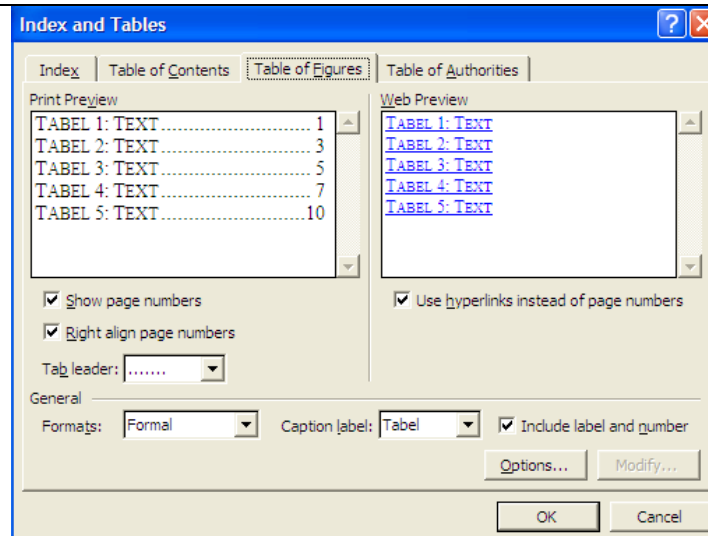 Index and Tables
Index Table of Contents Table of Figures Table of Authorities
Print Preview Web Preview
TABEL 1: TEXT............................ 1
TABEL 2: TEXT............................ 3
TABEL 3: TEXT............................ 5
TABEL 4: TEXT............................ 7
TABEL 5: TEXT...........................10
TABEL 1: TEXT
TABEL 2: TEXT
TABEL 3: TEXT
TABEL 4: TEXT
TABEL 5: TEXT
Show page numbers
Use hyperlinks instead of page numbers
Right align page numbers
Tab leader: .......
General
Formats: Formal Caption label: Tabel Include label and number
Options... Modify...
OK Cancel